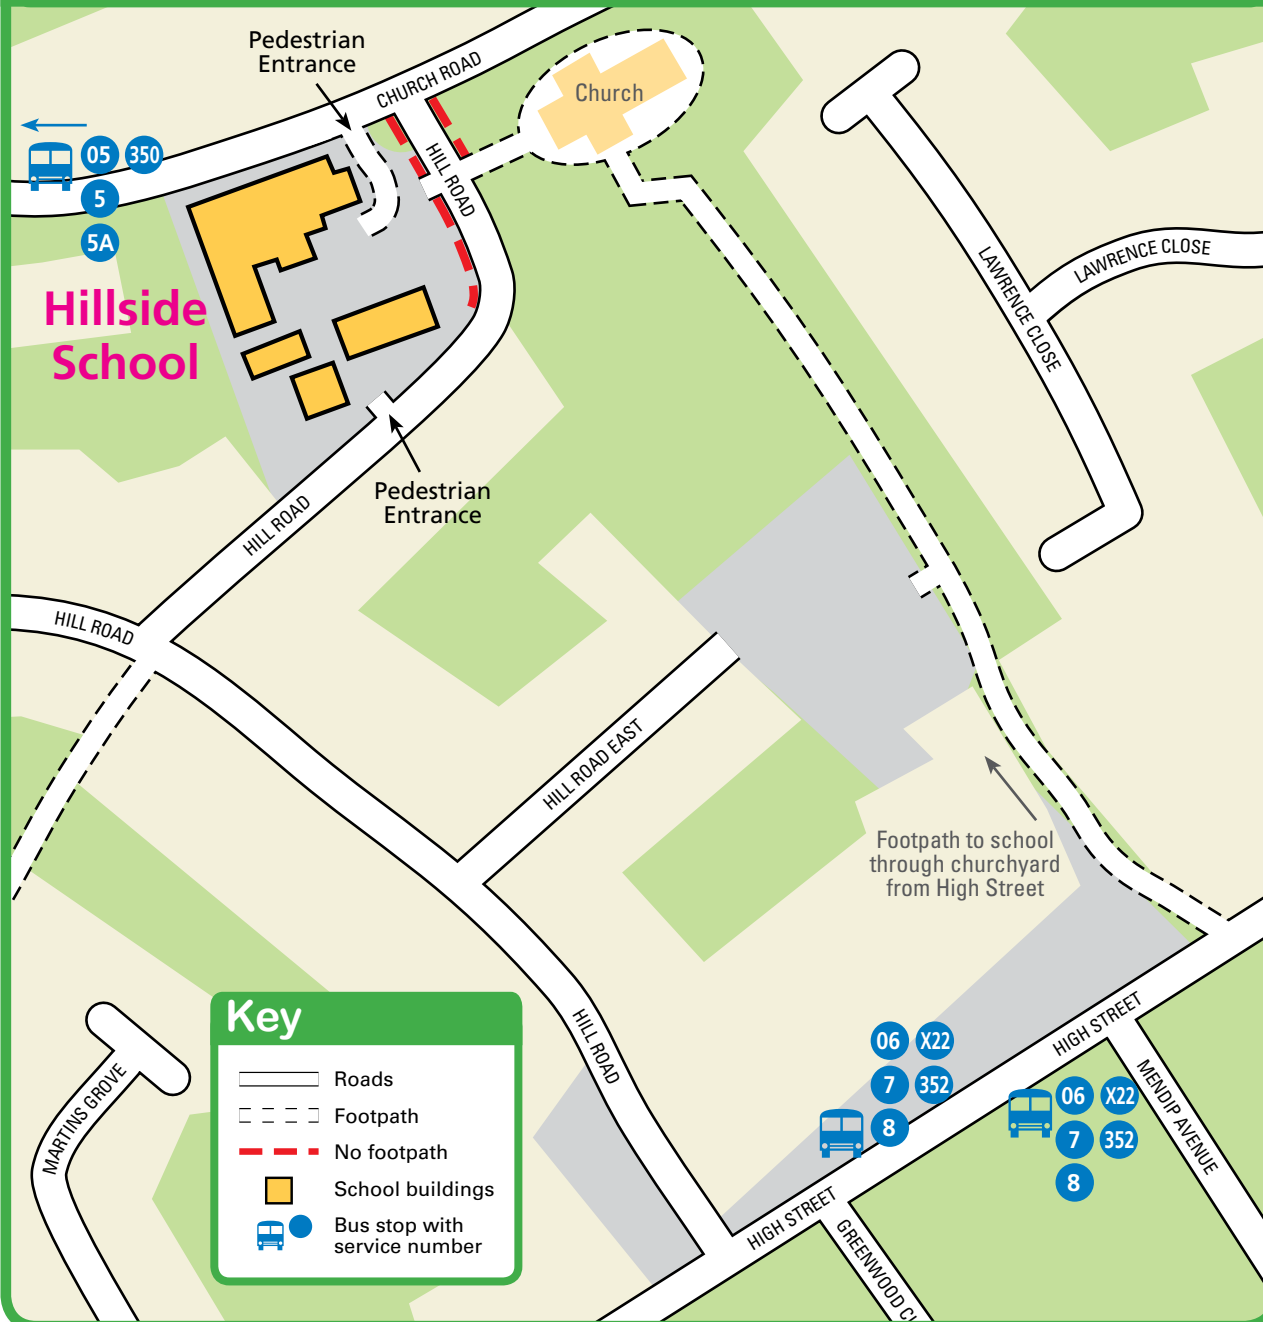 Pedestrian
Entrance
CHURCH ROAD
Church
05
350
5
5A
HILL ROAD
Hillside
School
LAWRENCE CLOSE
LAWRENCE CLOSE
Pedestrian
Entrance
HILL ROAD
HILL ROAD
HILL ROAD EAST
Footpath to school
through churchyard
from High Street
HILL ROAD
HIGH STREET
06
X22
7
352
8
06
X22
7
352
8
MENDIP AVENUE
HIGH STREET
GREENWOOD CL
MARTINS GROVE
Key
Roads
Footpath
No footpath
School buildings
Bus stop with
service number